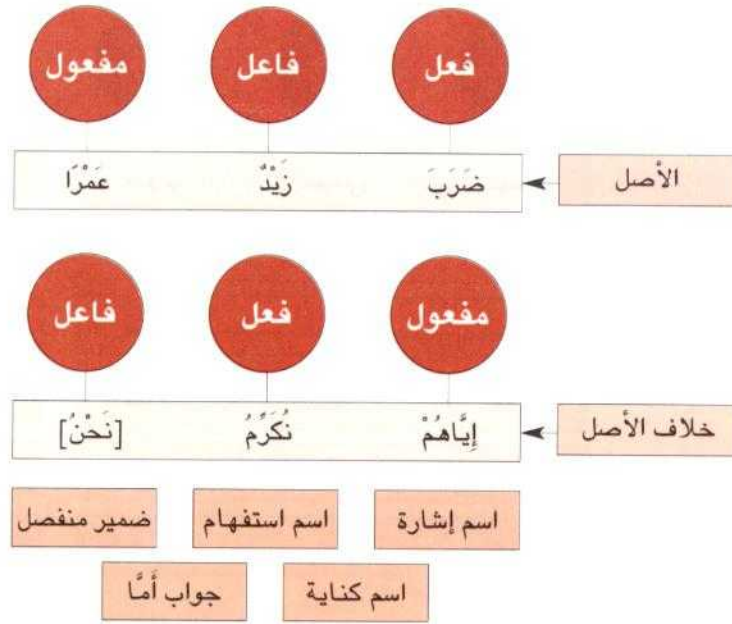 فعل فاعل مفعول
الأصل ضَرَبَ زَيْدٌ عَمْرًا
مفعول فعل فاعل
خلاف الأصل إِيَّاهُمْ نُكَرِّمُ [نَحْنُ]
اسم إشارة اسم استفهام ضمير منفصل
اسم كناية جواب أمَّا